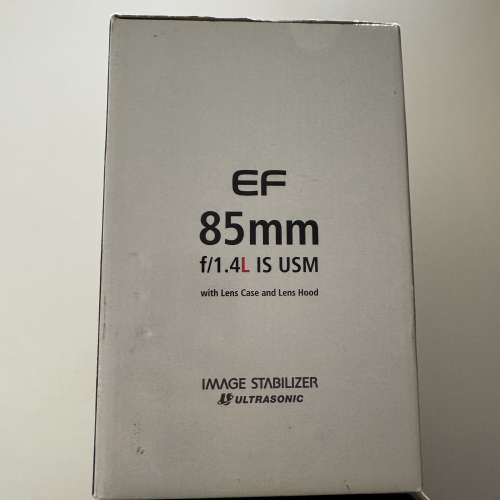 EF
85mm
f/1.4L IS USM
with Lens Case and Lens Hood
IMAGE STABILIZER
ULTRASONIC